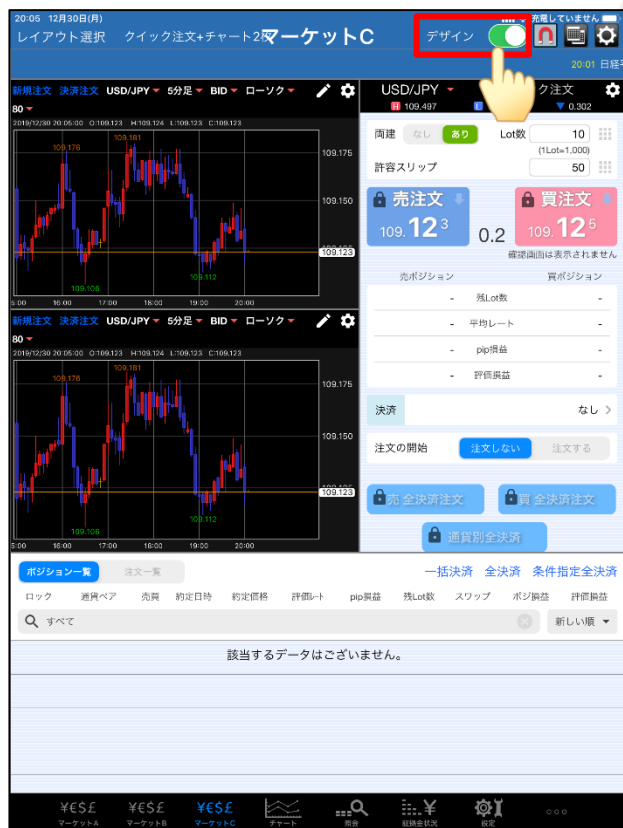 20:05 12月30日(月)
充電していません
レイアウト選択 クイック注文+チャート2
マーケットC
デザイン
20:01 日経
新規注文 決済注文 USD/JPY 5分足 BID ローソク
80
2019/12/30 20:05:00 O:109.123 H:109.124 L:109.123 C:109.123
109.181
109.176
109.175
109.150
109.123
109.112
109.106
5:00 16:00 17:00 18:00 19:00 20:00
新規注文 決済注文 USD/JPY 5分足 BID ローソク
80
2019/12/30 20:05:00 O:109.123 H:109.124 L:109.123 C:109.123
109.181
109.176
109.175
109.150
109.123
109.112
109.106
5:00 16:00 17:00 18:00 19:00 20:00
USD/JPY
ク注文
H 109.497
L
▼ 0.302
両建 なし あり Lot数 10
(1Lot=1,000)
許容スリップ 50
売注文
109.12 3
0.2
買注文
109.12 5
確認画面は表示されません
売ポジション 買ポジション
- 残Lot数 -
- 平均レート -
- pip損益 -
- 評価損益 -
決済 なし
注文の開始 注文しない 注文する
売 全決済注文 買 全決済注文
通貨別全決済
ポジション一覧 注文一覧 一括決済 全決済 条件指定全決済
ロック 通貨ペア 売買 約定日時 約定価格 評価レート pip損益 残Lot数 スワップ ポジ損益 評価損益
すべて 新しい順
該当するデータはございません。
¥€$£ ¥€$£ ¥€$£
マーケットA マーケットB マーケットC チャート 照会 証拠金状況 設定